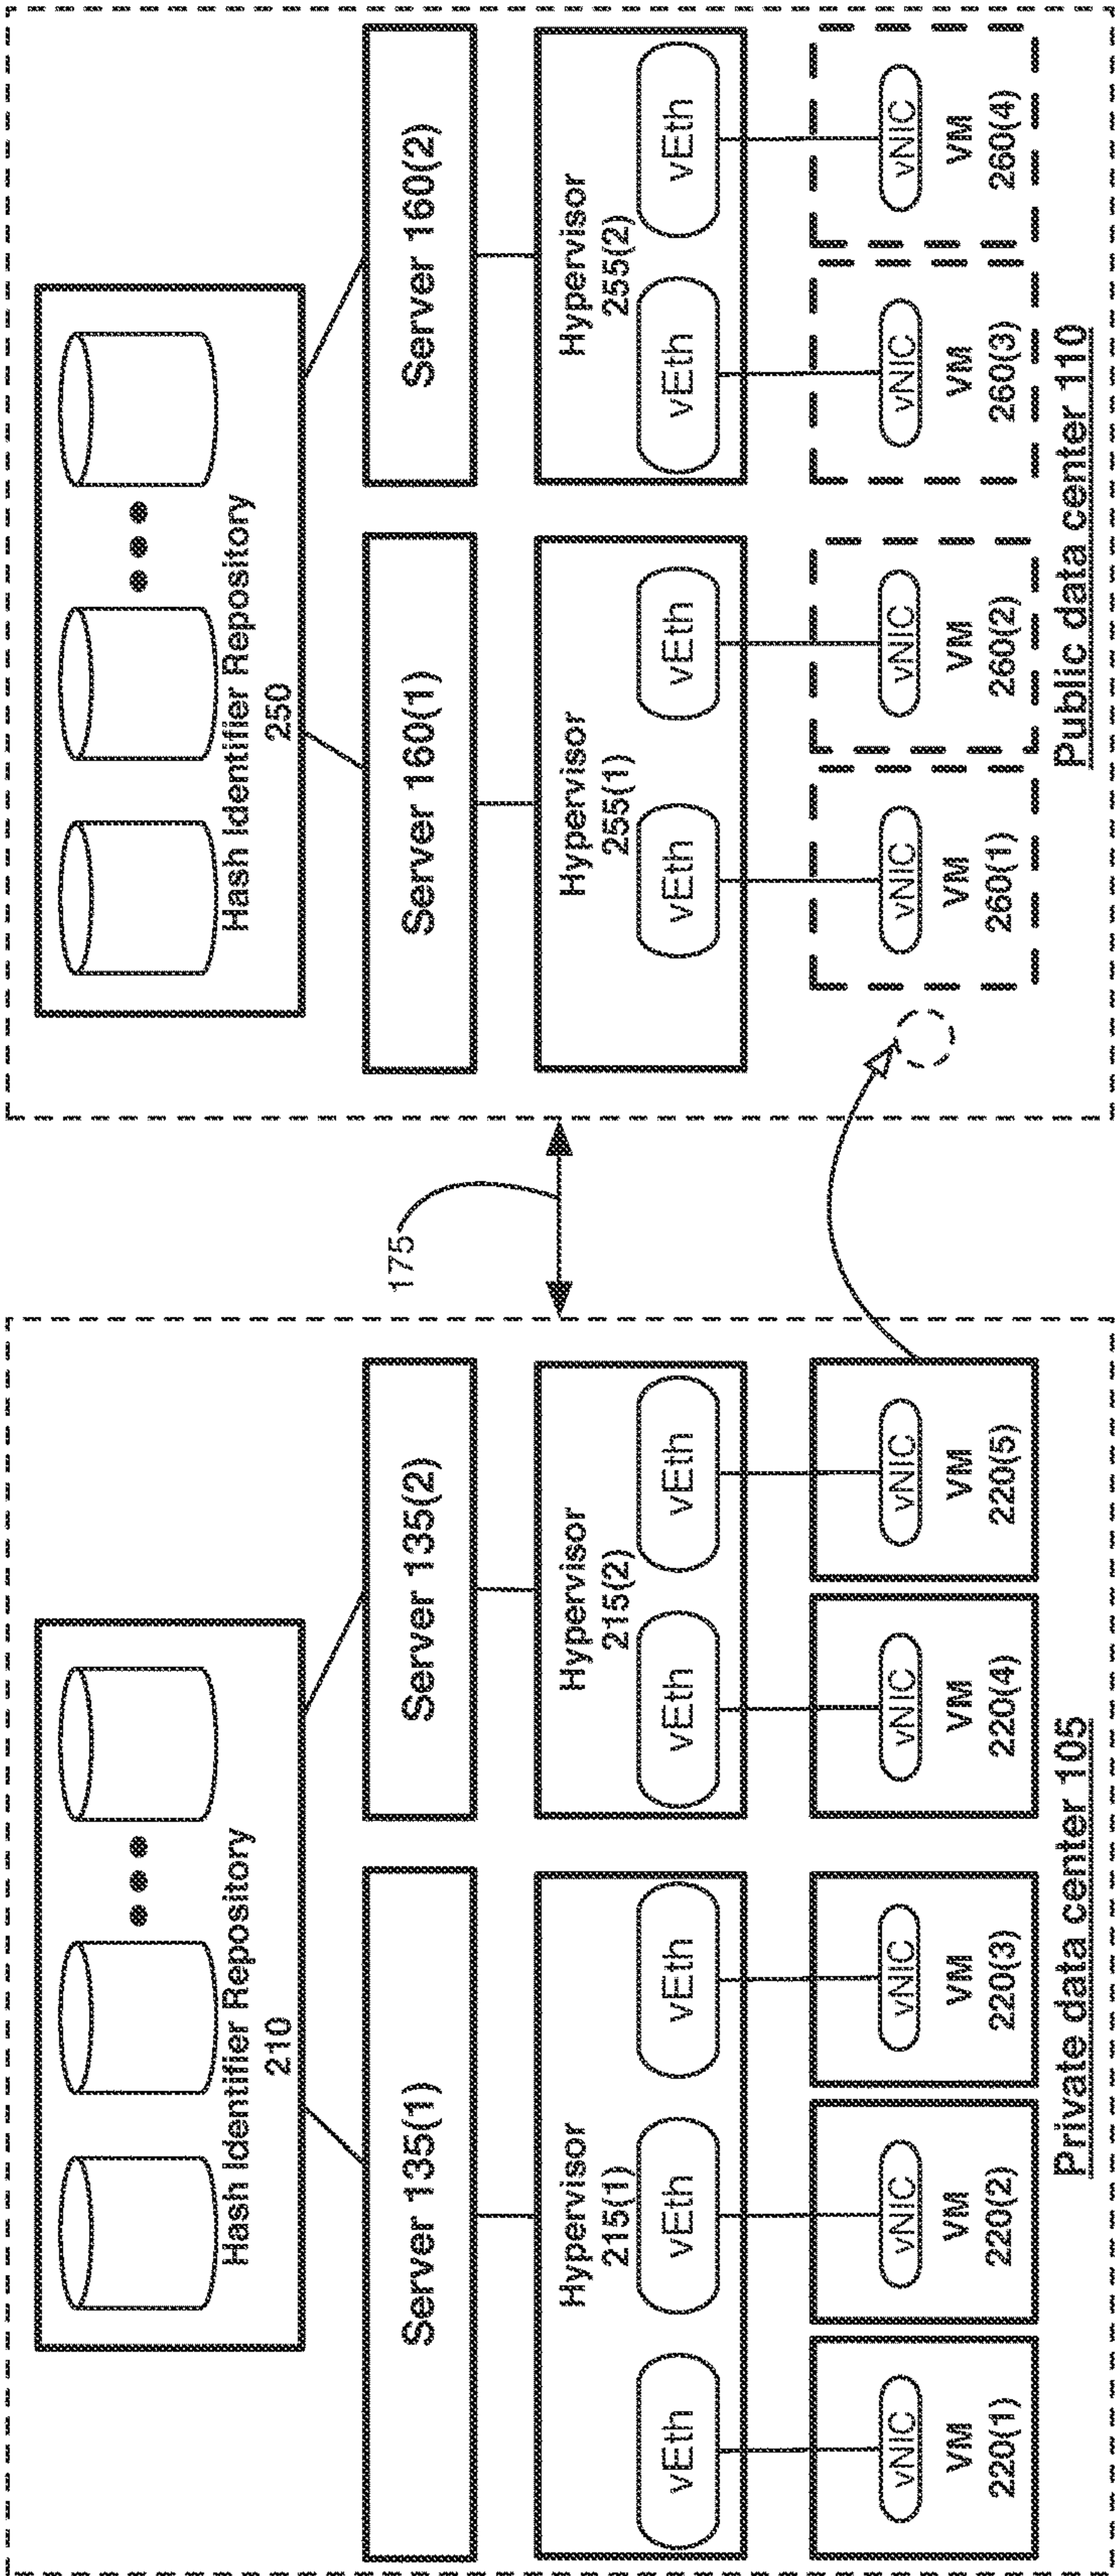 Hash Identifier Repository
210
Server 135(1)
Server 135(2)
Hypervisor
215(1)
vEth
vEth
vEth
Hypervisor
215(2)
vEth
vEth
vNIC
VM
220(1)
vNIC
VM
220(2)
vNIC
VM
220(3)
vNIC
VM
220(4)
vNIC
VM
220(5)
Private data center 105
175
Hash Identifier Repository
250
Server 160(1)
Server 160(2)
Hypervisor
255(1)
vEth
vEth
Hypervisor
255(2)
vEth
vEth
vNIC
VM
260(1)
vNIC
VM
260(2)
vNIC
VM
260(3)
vNIC
VM
260(4)
Public data center 110